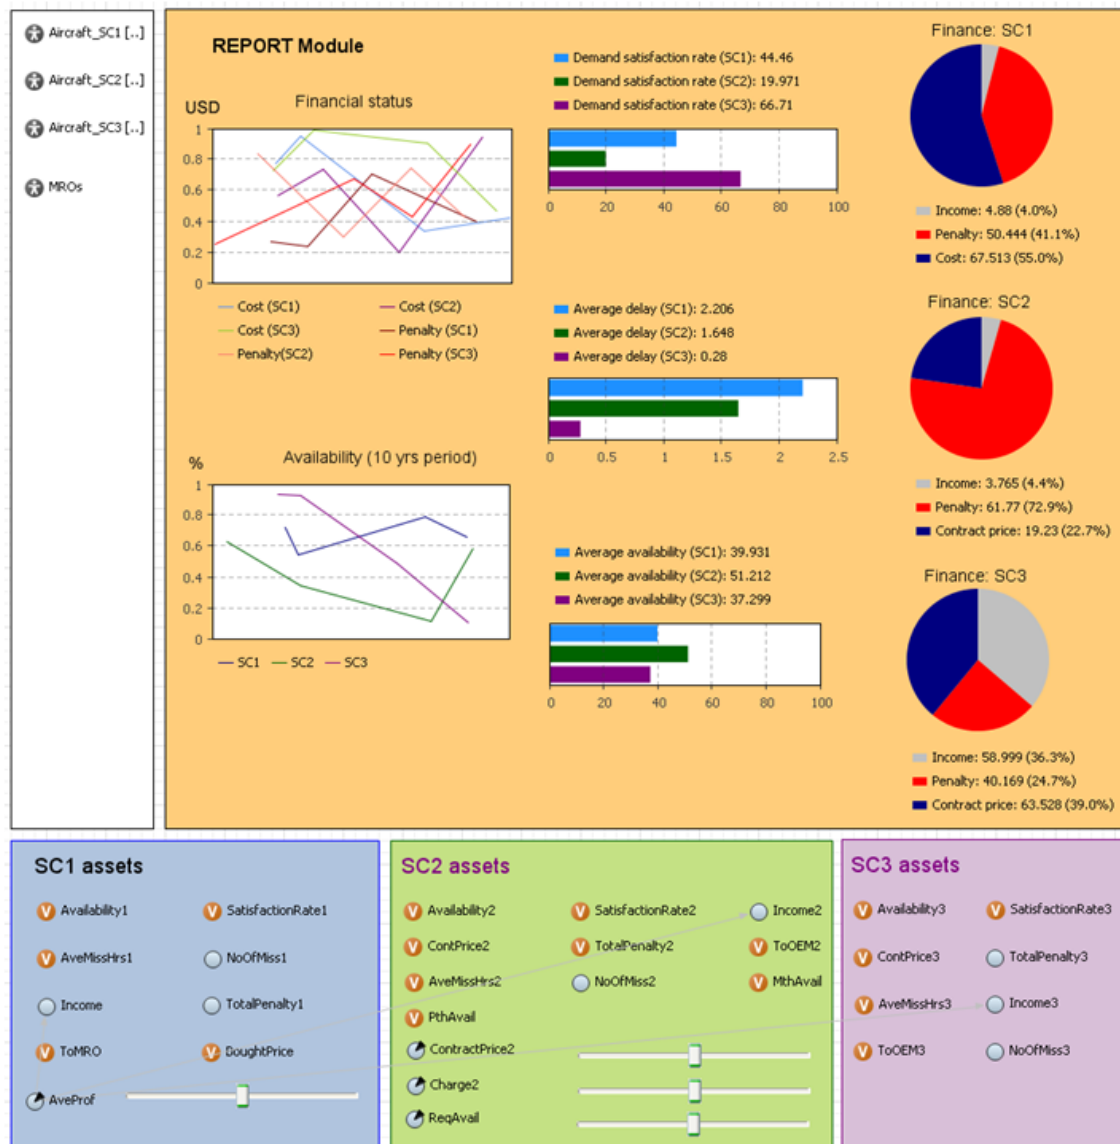 Aircraft_SC1 [..]
Aircraft_SC2 [..]
Aircraft_SC3 [..]
MROs
REPORT Module
USD
Financial status
1
0.8
0.6
0.4
0.2
0
Cost (SC1)
Cost (SC2)
Cost (SC3)
Penalty (SC1)
Penalty(SC2)
Penalty (SC3)
%
Availability (10 yrs period)
1
0.8
0.6
0.4
0.2
0
SC1 SC2 SC3
Demand satisfaction rate (SC1): 44.46
Demand satisfaction rate (SC2): 19.971
Demand satisfaction rate (SC3): 66.71
0 20 40 60 80 100
Average delay (SC1): 2.206
Average delay (SC2): 1.648
Average delay (SC3): 0.28
0 0.5 1 1.5 2 2.5
Average availability (SC1): 39.931
Average availability (SC2): 51.212
Average availability (SC3): 37.299
0 20 40 60 80 100
Finance: SC1
Income: 4.88 (4.0%)
Penalty: 50.444 (41.1%)
Cost: 67.513 (55.0%)
Finance: SC2
Income: 3.765 (4.4%)
Penalty: 61.77 (72.9%)
Contract price: 19.23 (22.7%)
Finance: SC3
Income: 58.999 (36.3%)
Penalty: 40.169 (24.7%)
Contract price: 63.528 (39.0%)
SC1 assets
V Availability1
V SatisfactionRate1
V AveMissHrs1
NoOfMiss1
Income
TotalPenalty1
V ToMRO
V DoughtPrice
AveProf
SC2 assets
V Availability2
V SatisfactionRate2
Income2
V ContPrice2
V TotalPenalty2
V ToOEM2
V AveMissHrs2
NoOfMiss2
V MthAvail
V PthAvail
ContractPrice2
Charge2
ReqAvail
SC3 assets
V Availability3
V SatisfactionRate3
V ContPrice3
TotalPenalty3
V AveMissHrs3
Income3
V ToOEM3
NoOfMiss3